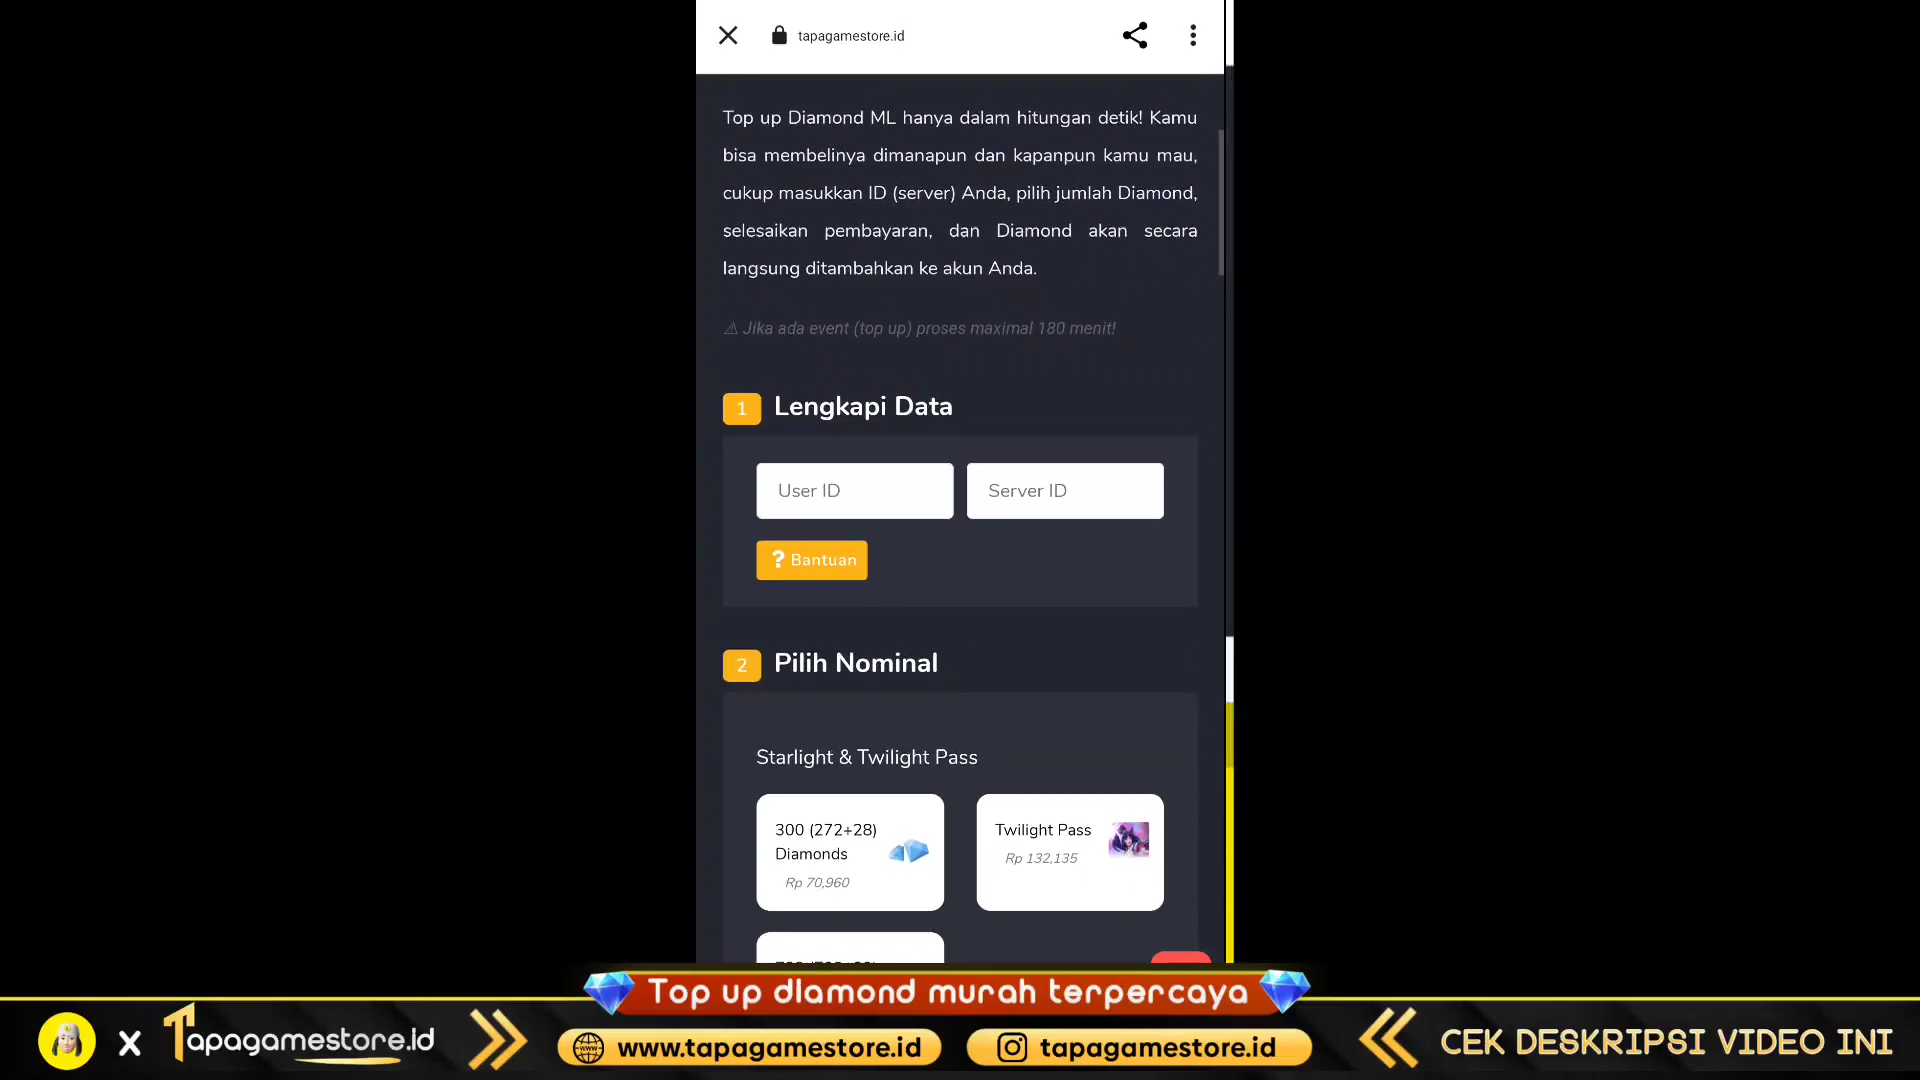 tapagamestore.id
Top up Diamond ML hanya dalam hitungan detik! Kamu
bisa membelinya dimanapun dan kapanpun kamu mau,
cukup masukkan ID (server) Anda, pilih jumlah Diamond,
selesaikan pembayaran, dan Diamond akan secara
langsung ditambahkan ke akun Anda.
⚠ Jika ada event (top up) proses maximal 180 menit!
1 Lengkapi Data
User ID Server ID
? Bantuan
2 Pilih Nominal
Starlight & Twilight Pass
300 (272+28)
Diamonds
Rp 70,960
Twilight Pass
Rp 132,135
Top up diamond murah terpercaya
X Tapagamestore.id
www.tapagamestore.id
tapagamestore.id
CEK DESKRIPSI VIDEO INI